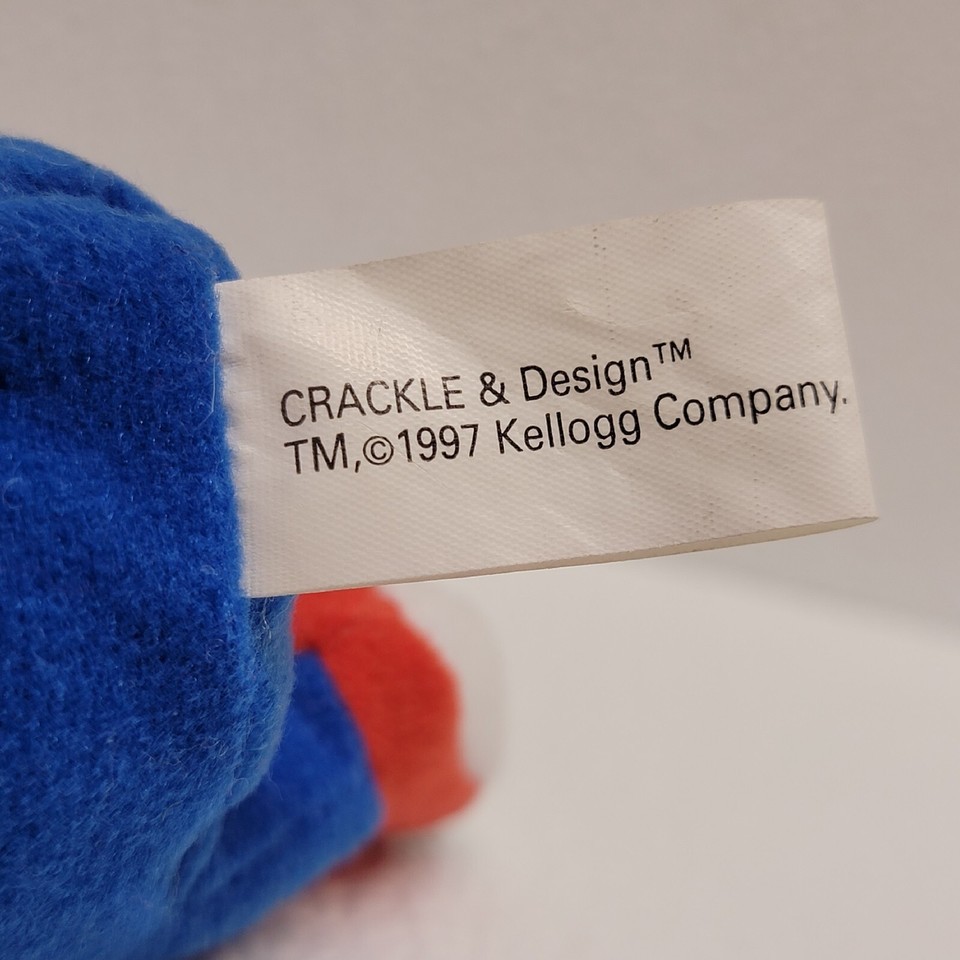 CRACKLE & Design™
TM,©1997 Kellogg Company.